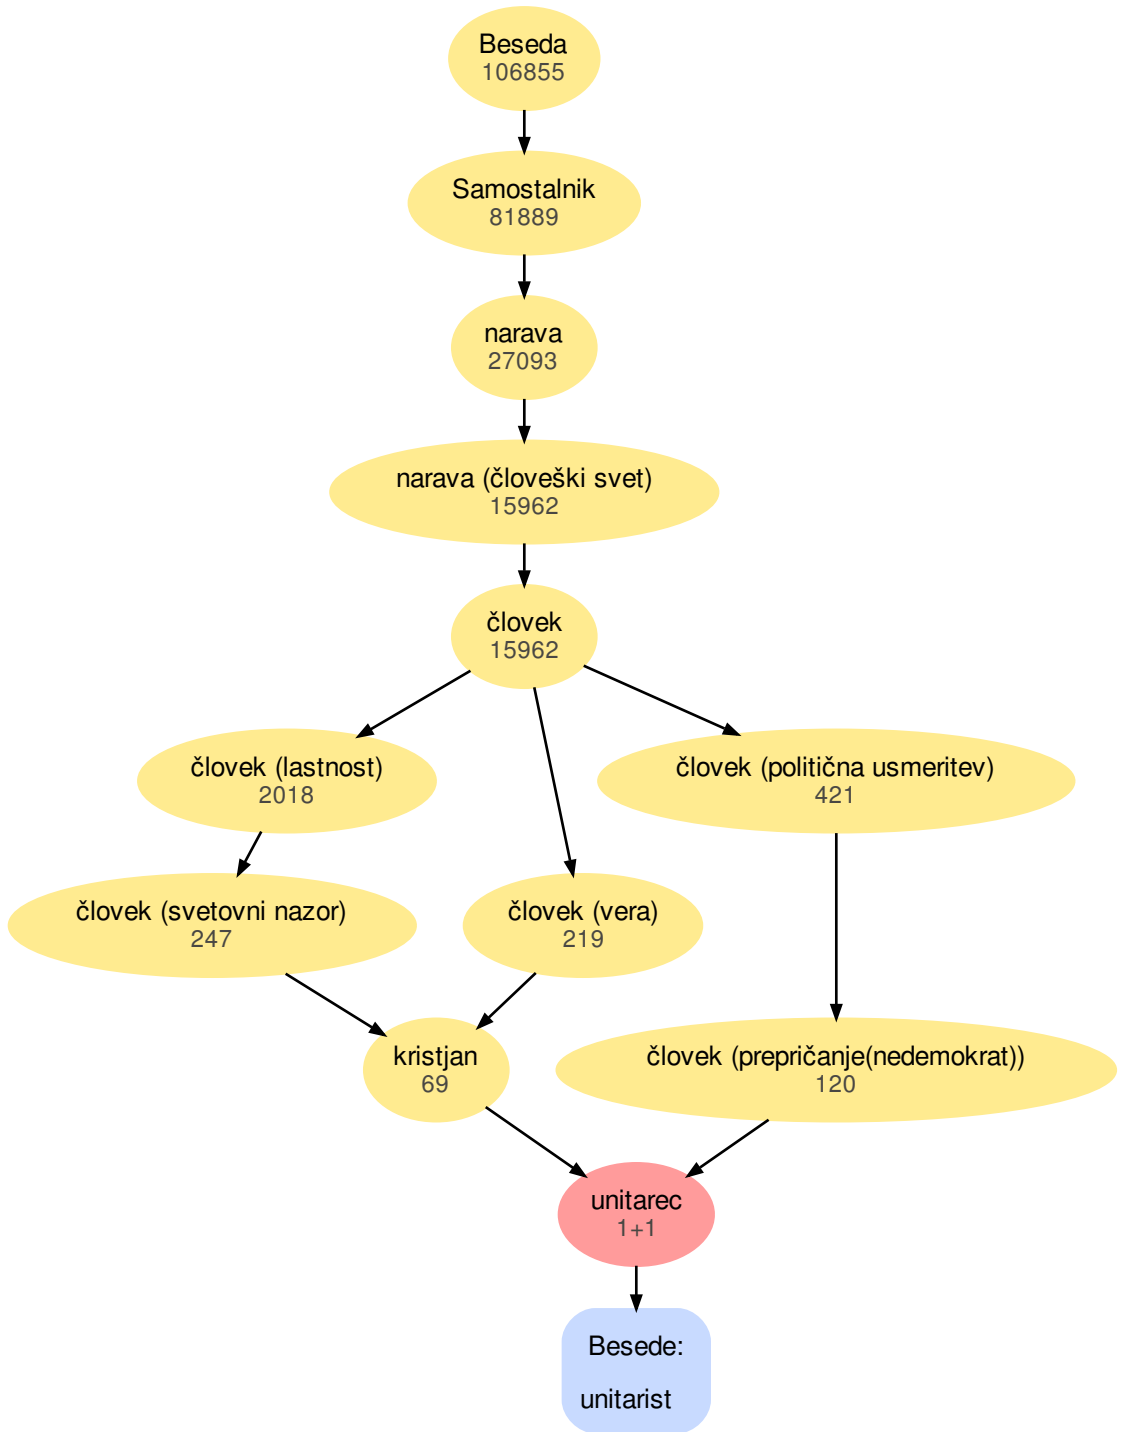 Beseda
106855
Samostalnik
81889
narava
27093
narava (človeški svet)
15962
človek
15962
človek (lastnost)
2018
človek (politična usmeritev)
421
človek (svetovni nazor)
247
človek (vera)
219
kristjan
69
človek (prepričanje(nedemokrat))
120
unitarec
1+1
Besede:
unitarist